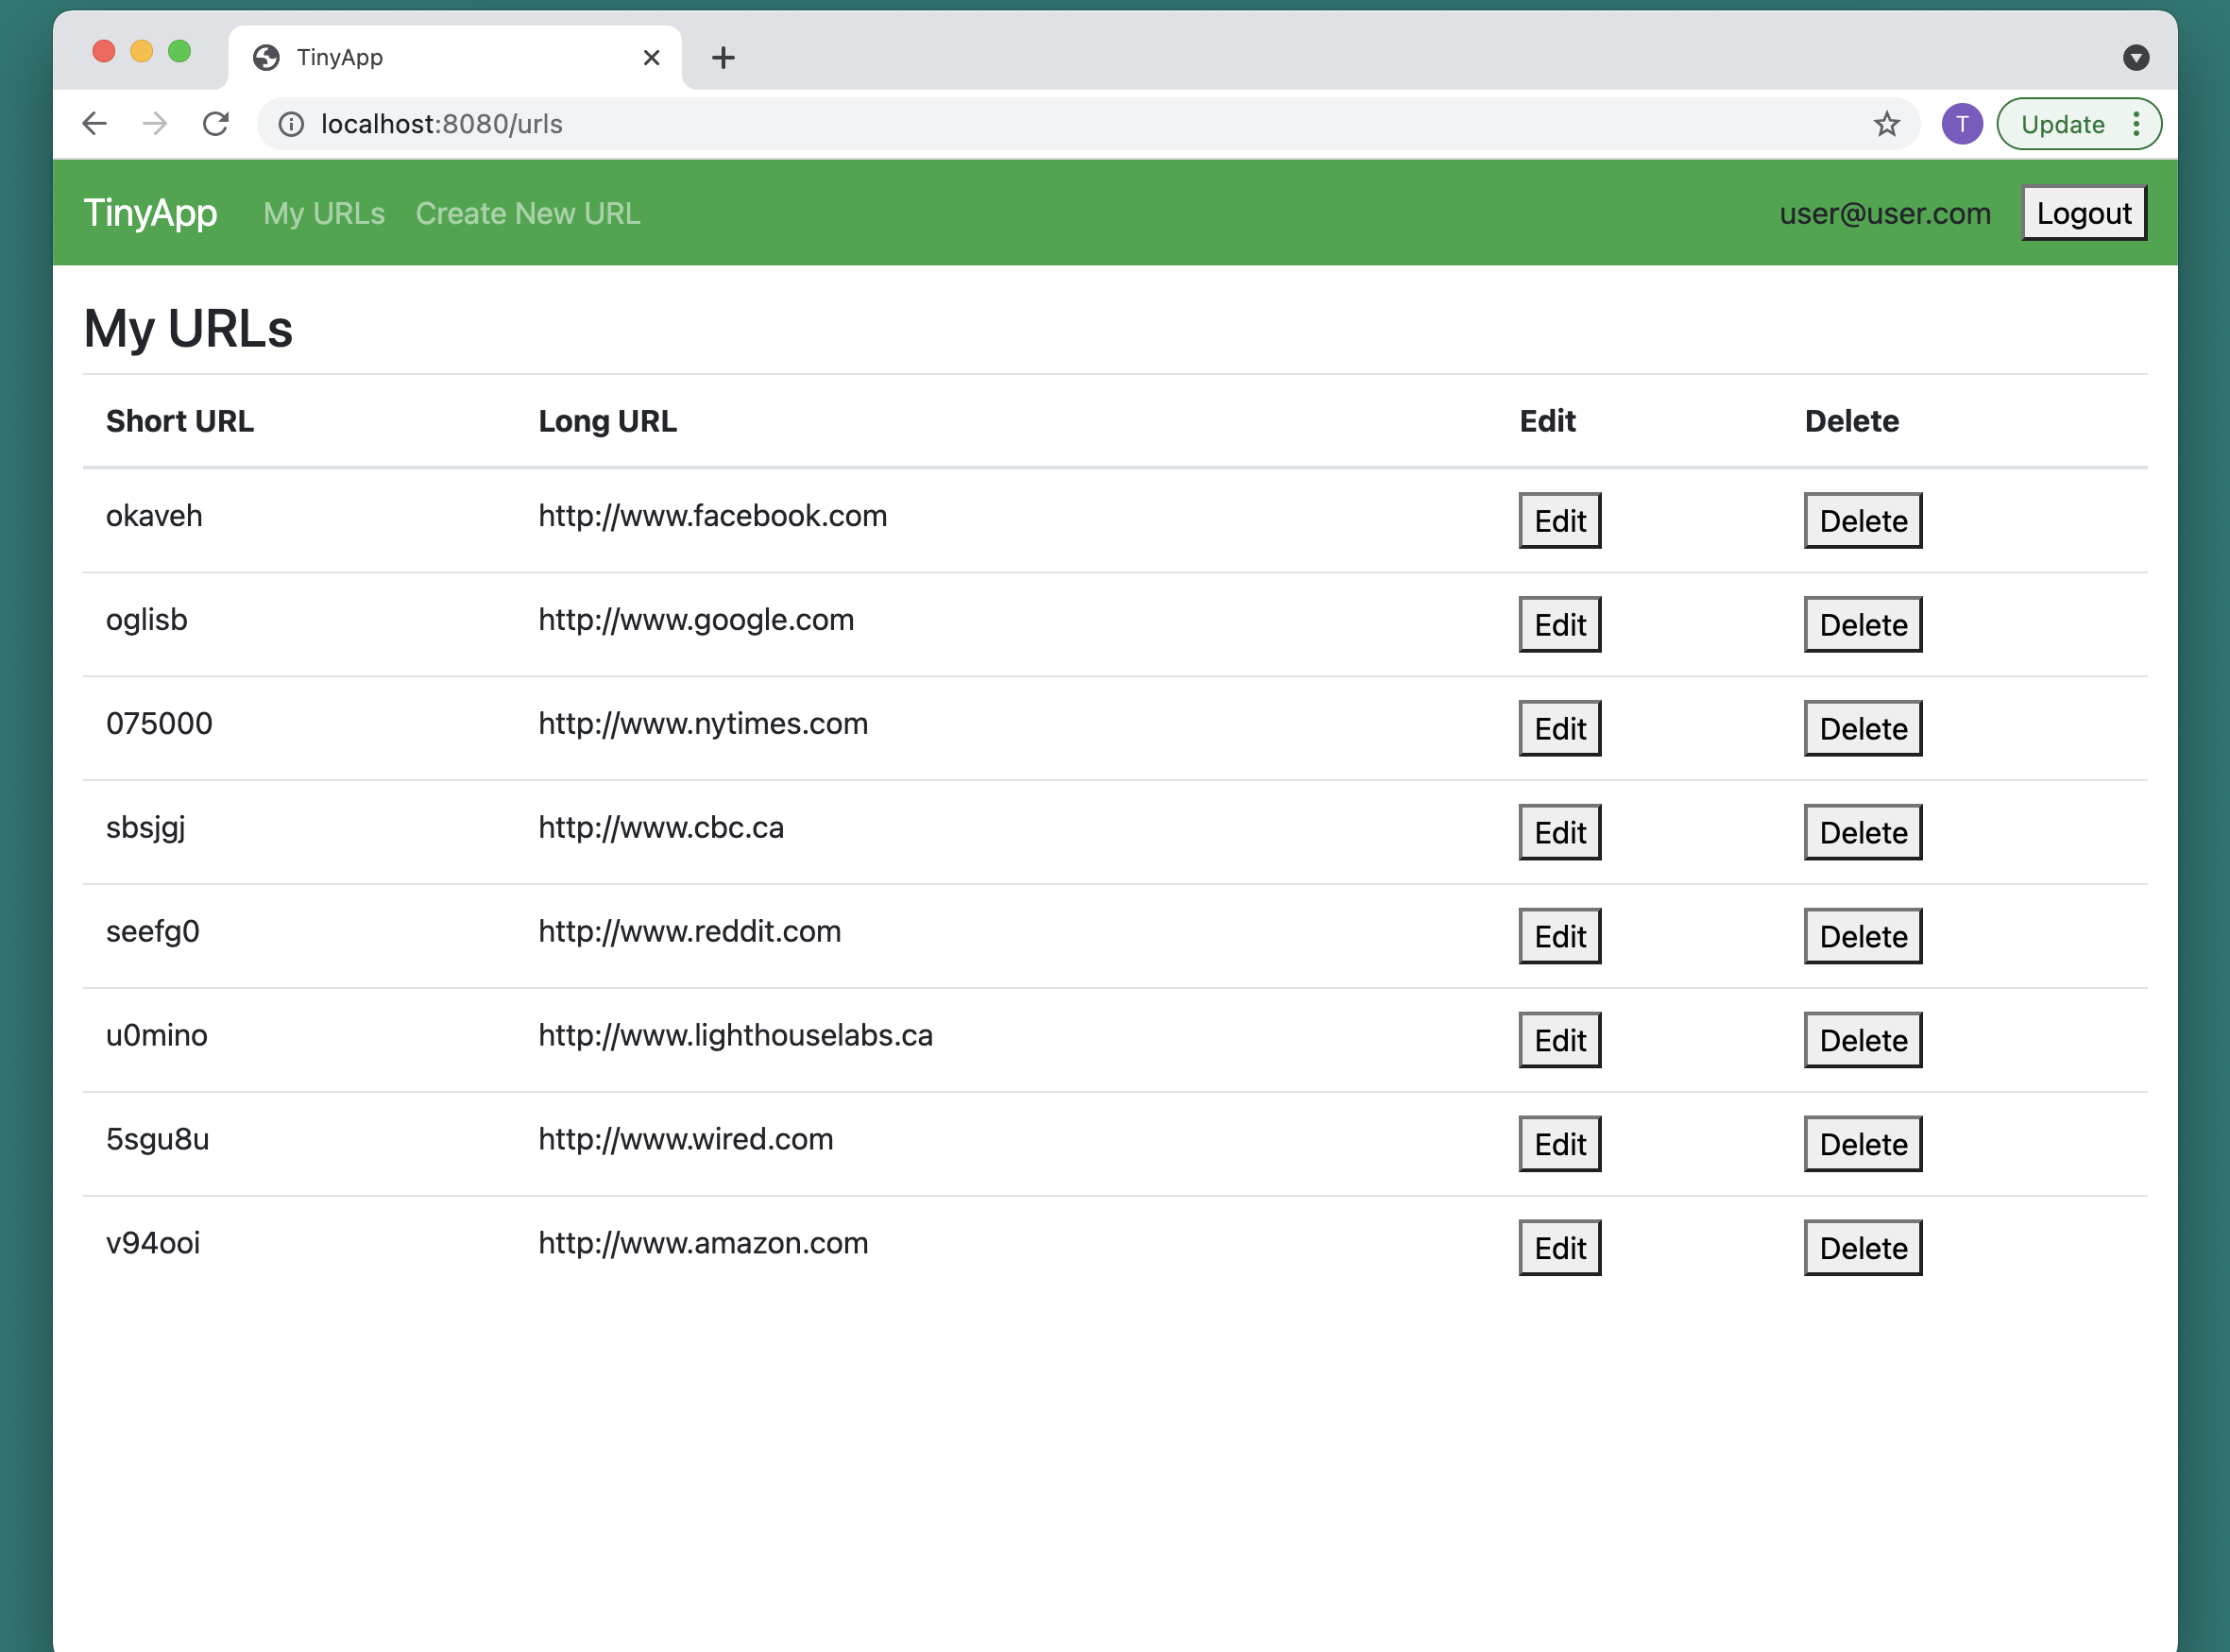 TinyApp
localhost:8080/urls
T
Update
TinyApp My URLs Create New URL user@user.com Logout
My URLs
Short URL Long URL Edit Delete
okaveh http://www.facebook.com Edit Delete
oglisb http://www.google.com Edit Delete
075000 http://www.nytimes.com Edit Delete
sbsjgj http://www.cbc.ca Edit Delete
seefg0 http://www.reddit.com Edit Delete
u0mino http://www.lighthouselabs.ca Edit Delete
5sgu8u http://www.wired.com Edit Delete
v94ooi http://www.amazon.com Edit Delete